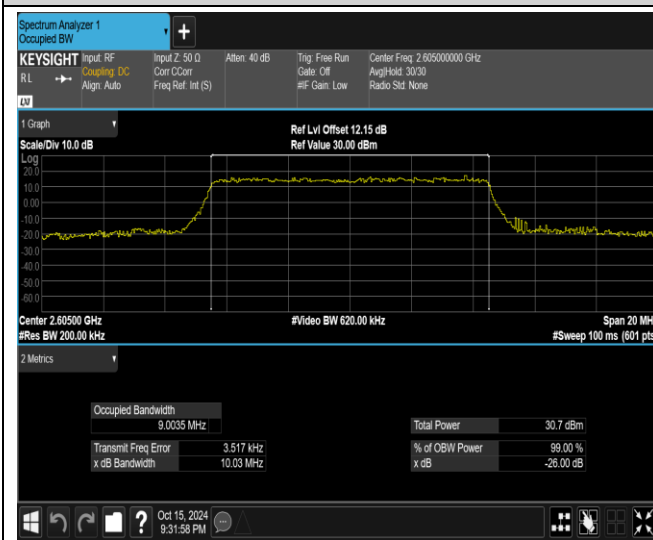 Spectrum Analyzer 1
Occupied BW
+
KEYSIGHT Input: RF Input Z: 50 Ω Atten: 40 dB Trig: Free Run Center Freq: 2.605000000 GHz
RL Coupling: DC Corr CCorr Gate: Off Avg|Hold: 30/30
Align: Auto Freq Ref: Int (S) #IF Gain: Low Radio Std: None
LXI
1 Graph
Ref Lvl Offset 12.15 dB
Scale/Div 10.0 dB Ref Value 30.00 dBm
Log
20.0
10.0
0.00
-10.0
-20.0
-30.0
-40.0
-50.0
-60.0
Center 2.60500 GHz #Video BW 620.00 kHz Span 20 MH
#Res BW 200.00 kHz #Sweep 100 ms (601 pts
2 Metrics
Occupied Bandwidth
9.0035 MHz Total Power 30.7 dBm
Transmit Freq Error 3.517 kHz % of OBW Power 99.00 %
x dB Bandwidth 10.03 MHz x dB -26.00 dB
?
Oct 15, 2024
9:31:58 PM